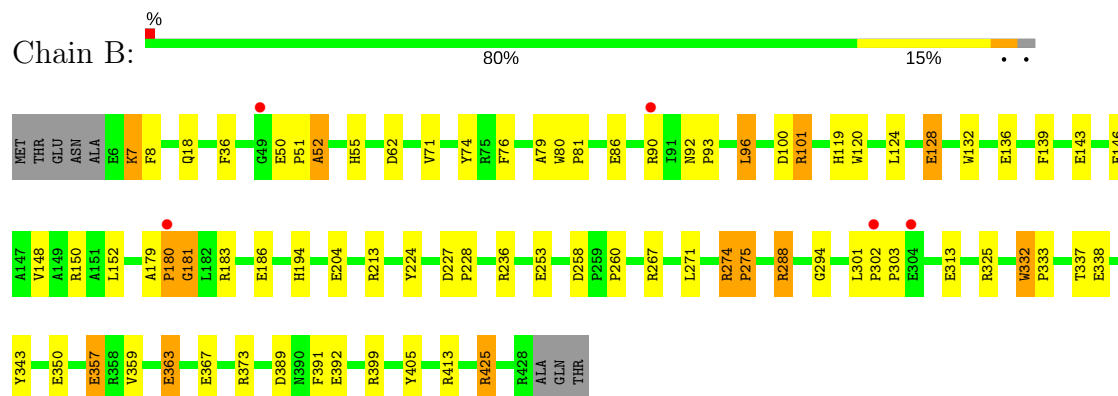 %
Chain B:
80% 15% • •
MET THR GLU ASN ALA E6 K7 F8 Q18 F36 G49 E50 P51 A52 H55 D62 V71 Y74 R75 F76 A79 W80 P81 E86 R90 I91 N92 P93 L96 D100 R101 H119 W120 L124 E128 W132 E136 F139 E143
A147 V148 A149 R150 A151 L152 A179 P180 G181 L182 R183 E186 H194 E204 R213 Y224 D227 P228 R236 E253 D258 P259 P260 R267 L271 R274 P275 R288 G294 L301 P302 P303 E304 E313 R325 W332 P333 T337 E338
Y343 E350 E357 R358 V359 E363 E367 R373 D389 N390 F391 E392 R399 Y405 R413 R425 R428 ALA GLN THR